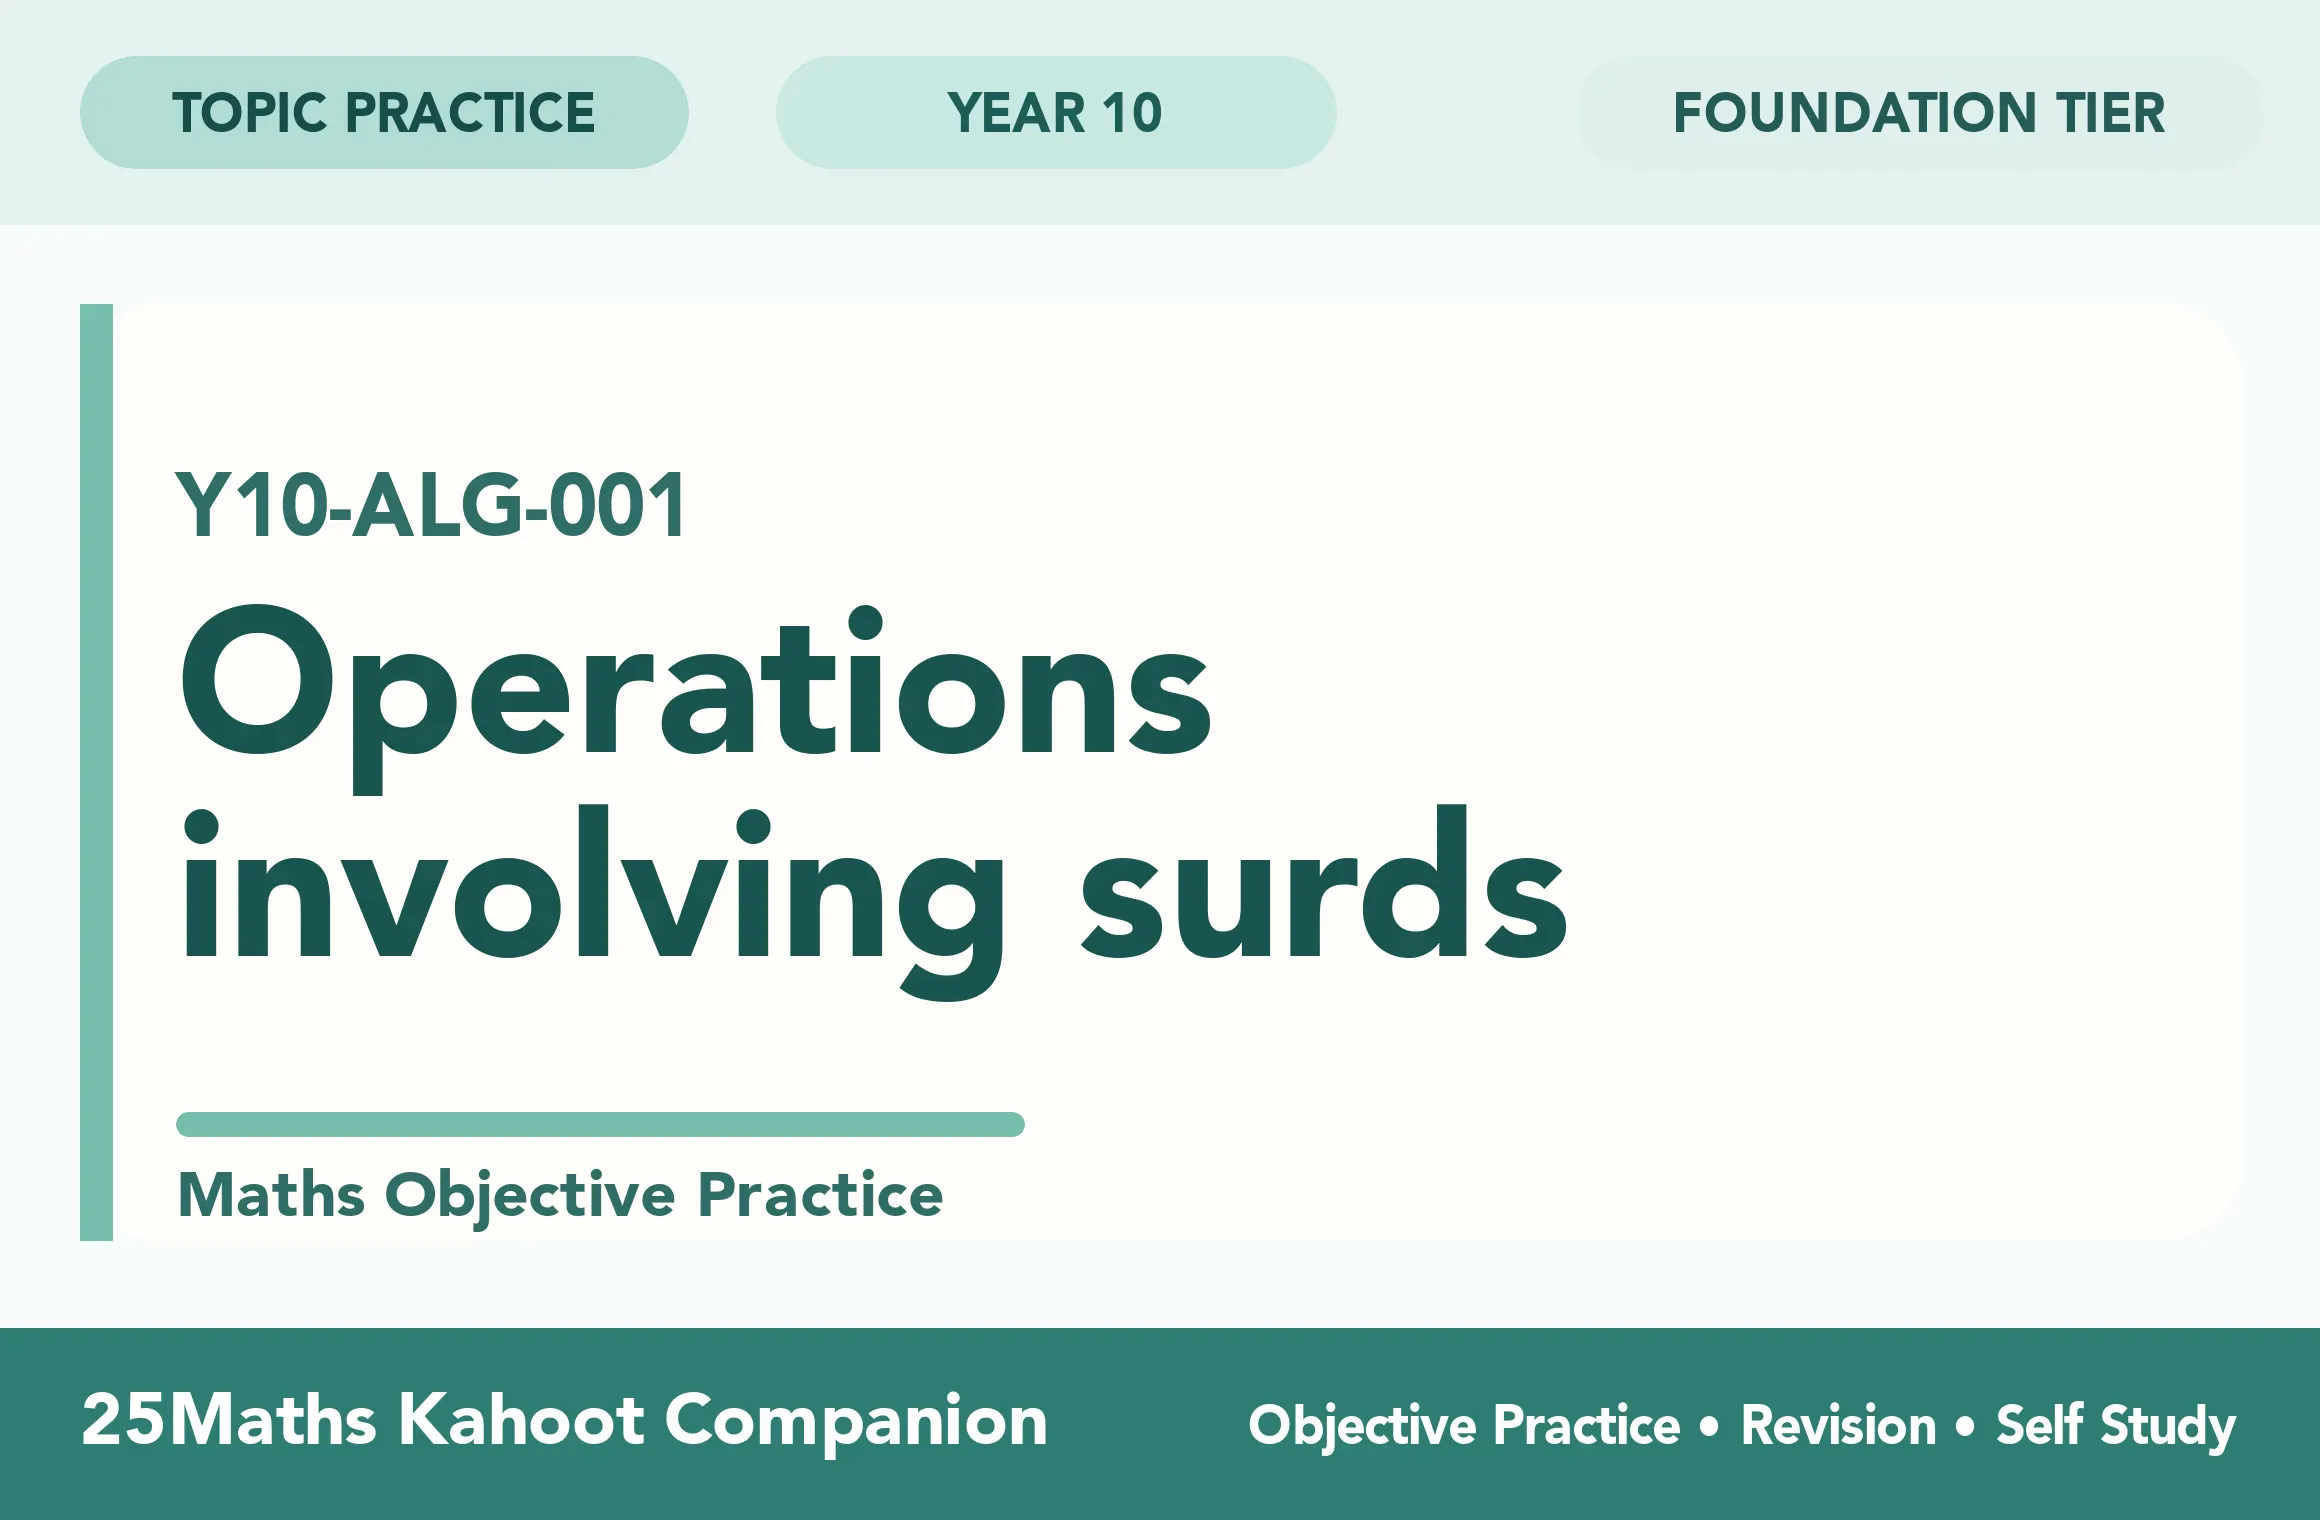 TOPIC PRACTICE
YEAR 10
FOUNDATION TIER
Y10-ALG-001
Operations
involving surds
Maths Objective Practice
25Maths Kahoot Companion
Objective Practice • Revision • Self Study